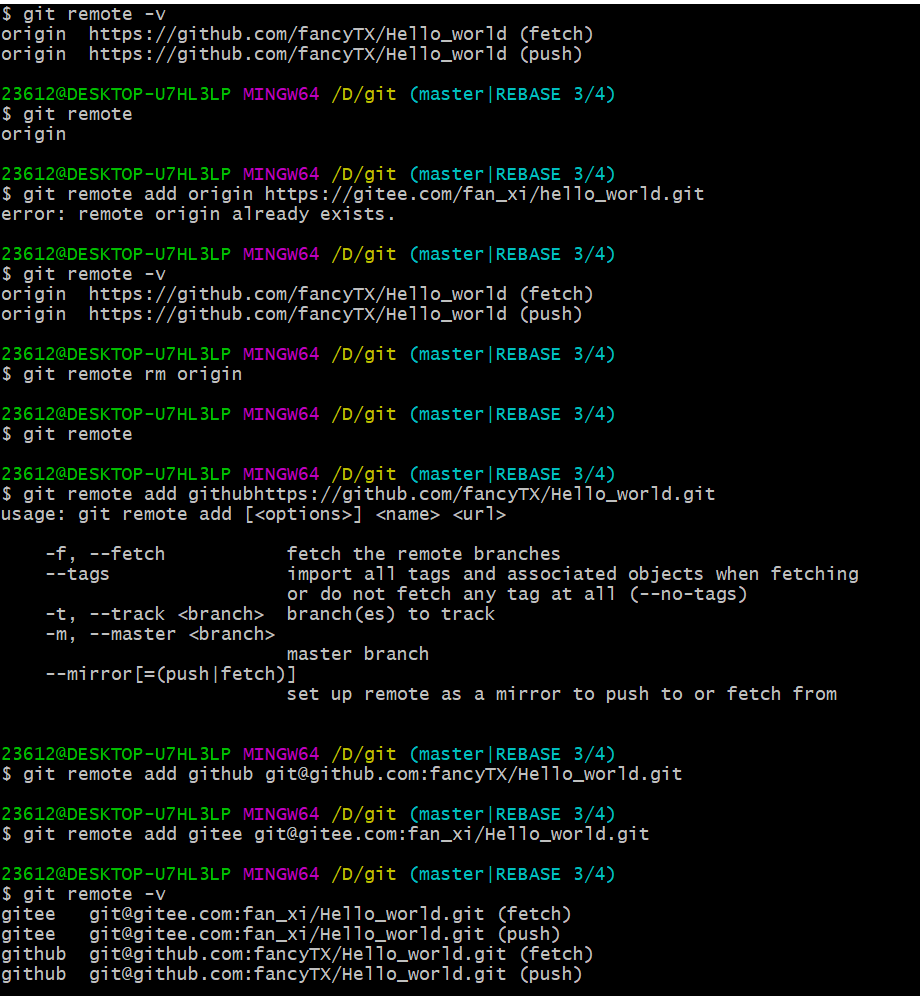 $ git remote -v
origin  https://github.com/fancyTX/Hello_world (fetch)
origin  https://github.com/fancyTX/Hello_world (push)

23612@DESKTOP-U7HL3LP MINGW64 /D/git (master|REBASE 3/4)
$ git remote
origin

23612@DESKTOP-U7HL3LP MINGW64 /D/git (master|REBASE 3/4)
$ git remote add origin https://gitee.com/fan_xi/hello_world.git
error: remote origin already exists.

23612@DESKTOP-U7HL3LP MINGW64 /D/git (master|REBASE 3/4)
$ git remote -v
origin  https://github.com/fancyTX/Hello_world (fetch)
origin  https://github.com/fancyTX/Hello_world (push)

23612@DESKTOP-U7HL3LP MINGW64 /D/git (master|REBASE 3/4)
$ git remote rm origin

23612@DESKTOP-U7HL3LP MINGW64 /D/git (master|REBASE 3/4)
$ git remote

23612@DESKTOP-U7HL3LP MINGW64 /D/git (master|REBASE 3/4)
$ git remote add githubhttps://github.com/fancyTX/Hello_world.git
usage: git remote add [<options>] <name> <url>

    -f, --fetch           fetch the remote branches
    --tags                import all tags and associated objects when fetching
                          or do not fetch any tag at all (--no-tags)
    -t, --track <branch>  branch(es) to track
    -m, --master <branch>
                          master branch
    --mirror[=(push|fetch)]
                          set up remote as a mirror to push to or fetch from

23612@DESKTOP-U7HL3LP MINGW64 /D/git (master|REBASE 3/4)
$ git remote add github git@github.com:fancyTX/Hello_world.git

23612@DESKTOP-U7HL3LP MINGW64 /D/git (master|REBASE 3/4)
$ git remote add gitee git@gitee.com:fan_xi/Hello_world.git

23612@DESKTOP-U7HL3LP MINGW64 /D/git (master|REBASE 3/4)
$ git remote -v
gitee   git@gitee.com:fan_xi/Hello_world.git (fetch)
gitee   git@gitee.com:fan_xi/Hello_world.git (push)
github  git@github.com:fancyTX/Hello_world.git (fetch)
github  git@github.com:fancyTX/Hello_world.git (push)